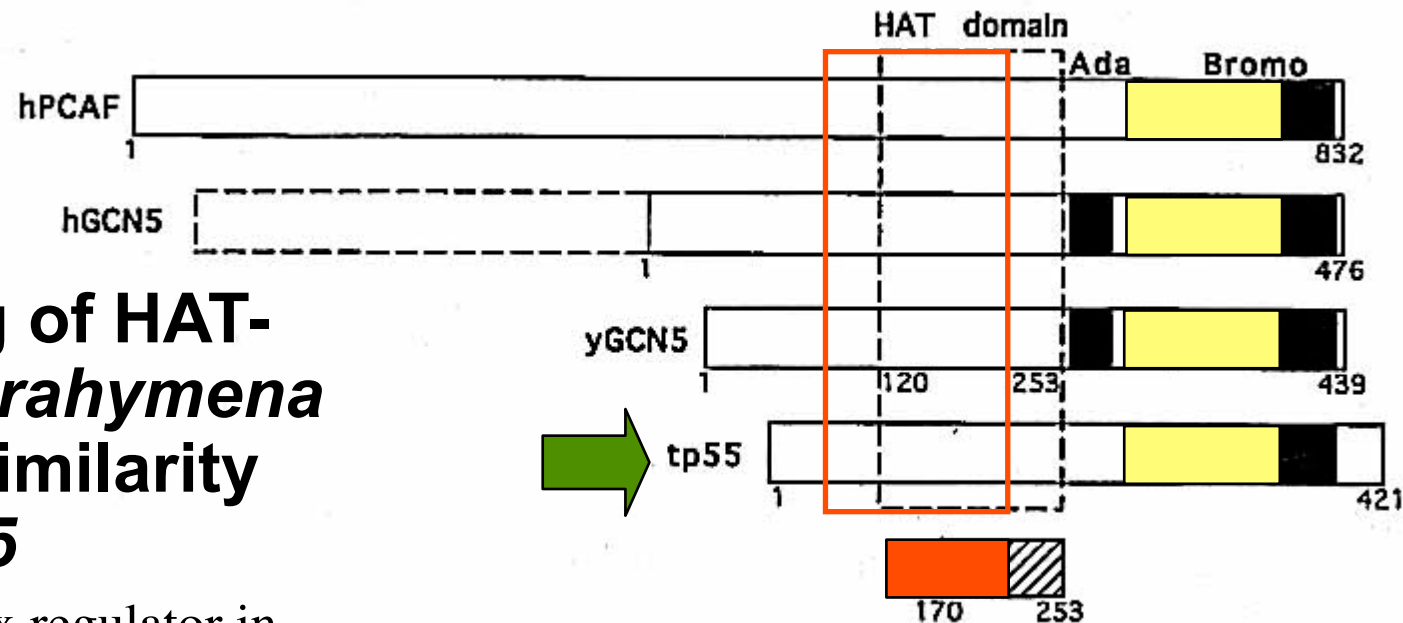 HAT domain
Ada Bromo
hPCAF
1 832
hGCN5
1 476
g of HAT-
rahymena
imilarity
5
yGCN5
1 120 253 439
tp55
1 421
170 253